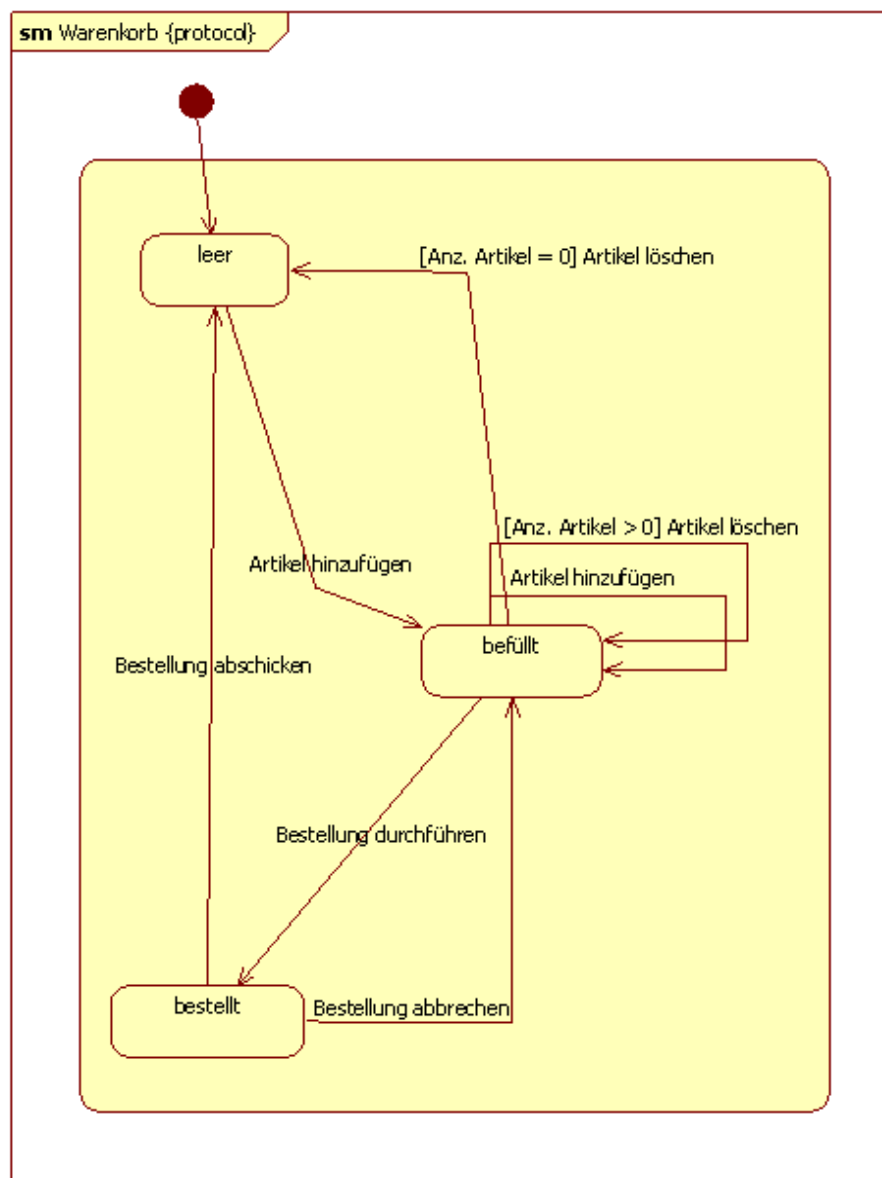 sm Warenkorb {protocol}
leer
[Anz. Artikel = 0] Artikel löschen
[Anz. Artikel > 0] Artikel löschen
Artikel hinzufügen
Artikel hinzufügen
befüllt
Bestellung abschicken
Bestellung durchführen
bestellt
Bestellung abbrechen